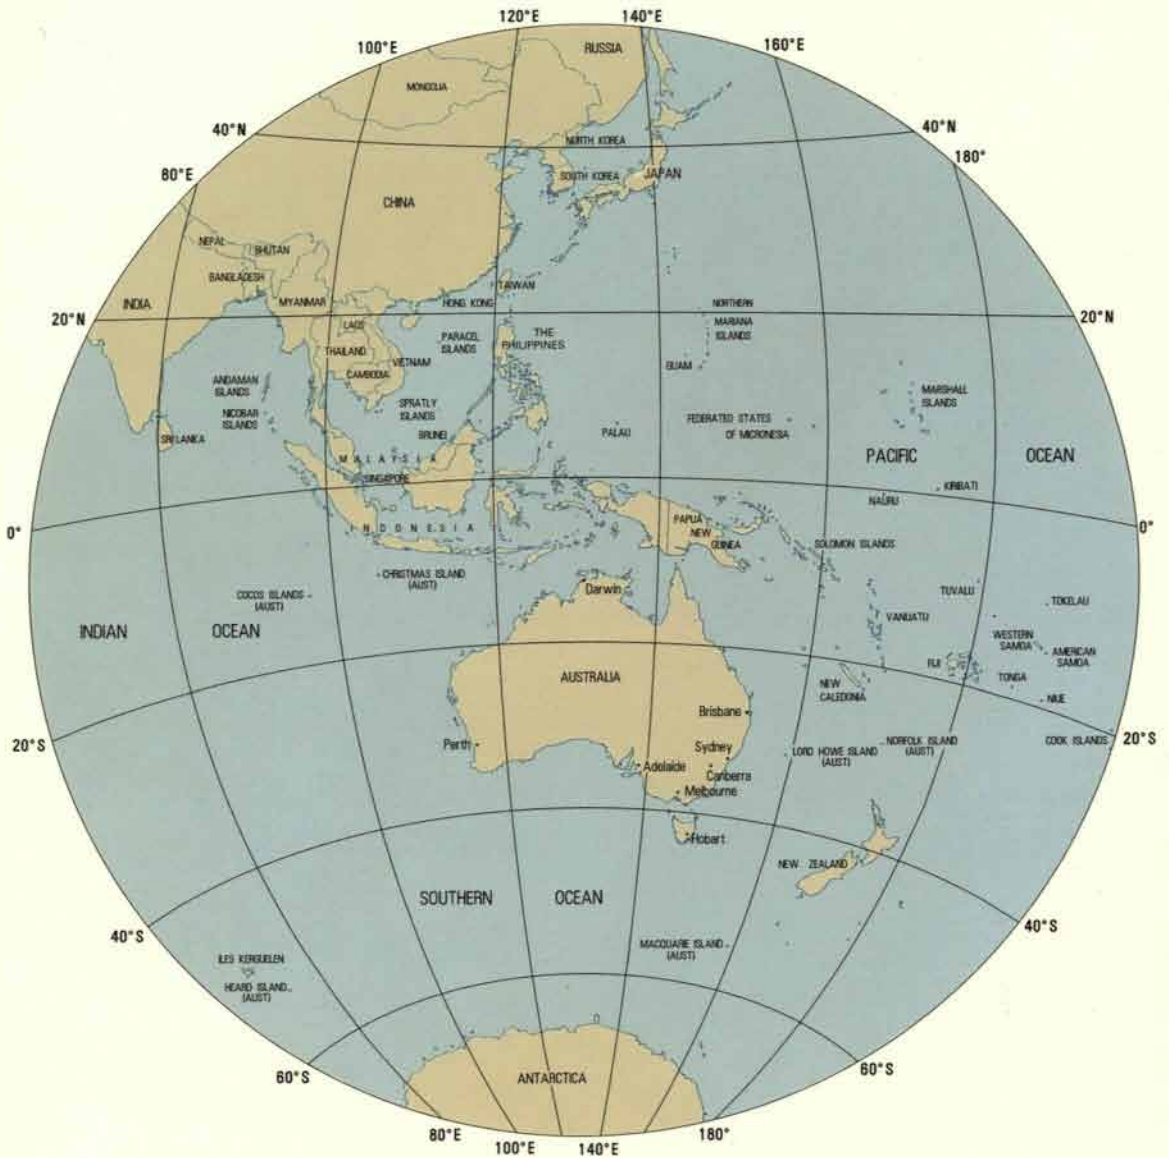 120°E
140°E
100°E
160°E
RUSSIA
MONGOLIA
40°N
40°N
NORTH KOREA
180°
80°E
SOUTH KOREA
JAPAN
CHINA
NEPAL
BHUTAN
BANGLADESH
TAIWAN
INDIA
MYANMAR
HONG KONG
NORTHERN
MARIANA
ISLANDS
20°N
20°N
LAOS
PARACEL
ISLANDS
THE
PHILIPPINES
THAILAND
VIETNAM
GUAM
CAMBODIA
ANDAMAN
ISLANDS
MARSHALL
ISLANDS
SPRATLY
ISLANDS
NICOBAR
ISLANDS
FEDERATED STATES
OF MICRONESIA
PALAU
BRUNEI
SRI LANKA
MALAYSIA
PACIFIC
OCEAN
SINGAPORE
KIRIBATI
NAURU
0°
0°
INDONESIA
PAPUA
NEW
GUINEA
SOLOMON ISLANDS
CHRISTMAS ISLAND
(AUST)
Darwin
TUVALU
COCOS ISLANDS
(AUST)
TOKELAU
VANUATU
INDIAN
OCEAN
WESTERN
SAMOA
AMERICAN
SAMOA
FIJI
AUSTRALIA
TONGA
NEW
CALEDONIA
NIUE
Brisbane
20°S
Perth
Sydney
LORD HOWE ISLAND
(AUST)
NORFOLK ISLAND
(AUST)
COOK ISLANDS
20°S
Adelaide
Canberra
Melbourne
Hobart
NEW ZEALAND
SOUTHERN
OCEAN
40°S
40°S
MACQUARIE ISLAND
(AUST)
ILES KERGUELEN
HEARD ISLAND
(AUST)
60°S
60°S
ANTARCTICA
80°E
100°E
140°E
180°